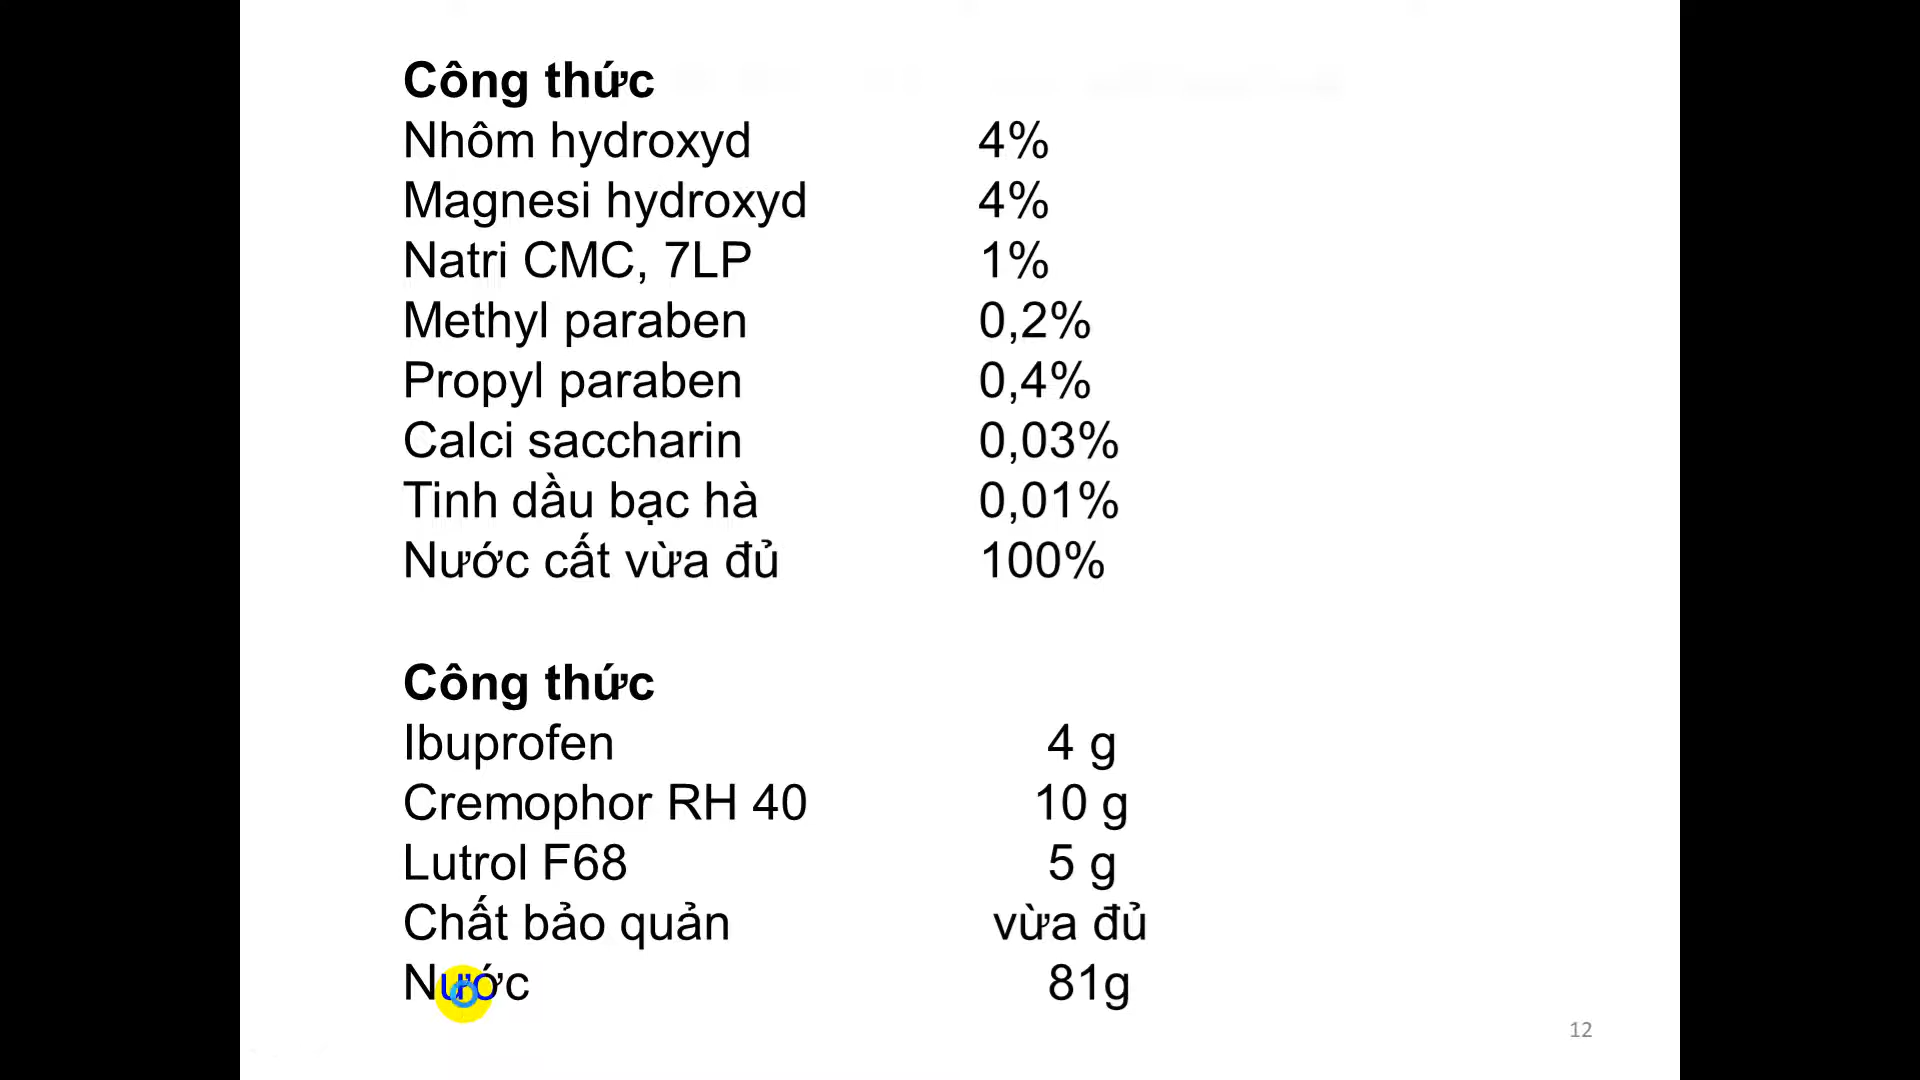 Công thức
Nhôm hydroxyd 4%
Magnesi hydroxyd 4%
Natri CMC, 7LP 1%
Methyl paraben 0,2%
Propyl paraben 0,4%
Calci saccharin 0,03%
Tinh dầu bạc hà 0,01%
Nước cất vừa đủ 100%
Công thức
Ibuprofen 4 g
Cremophor RH 40 10 g
Lutrol F68 5 g
Chất bảo quản vừa đủ
Nước 81g
12